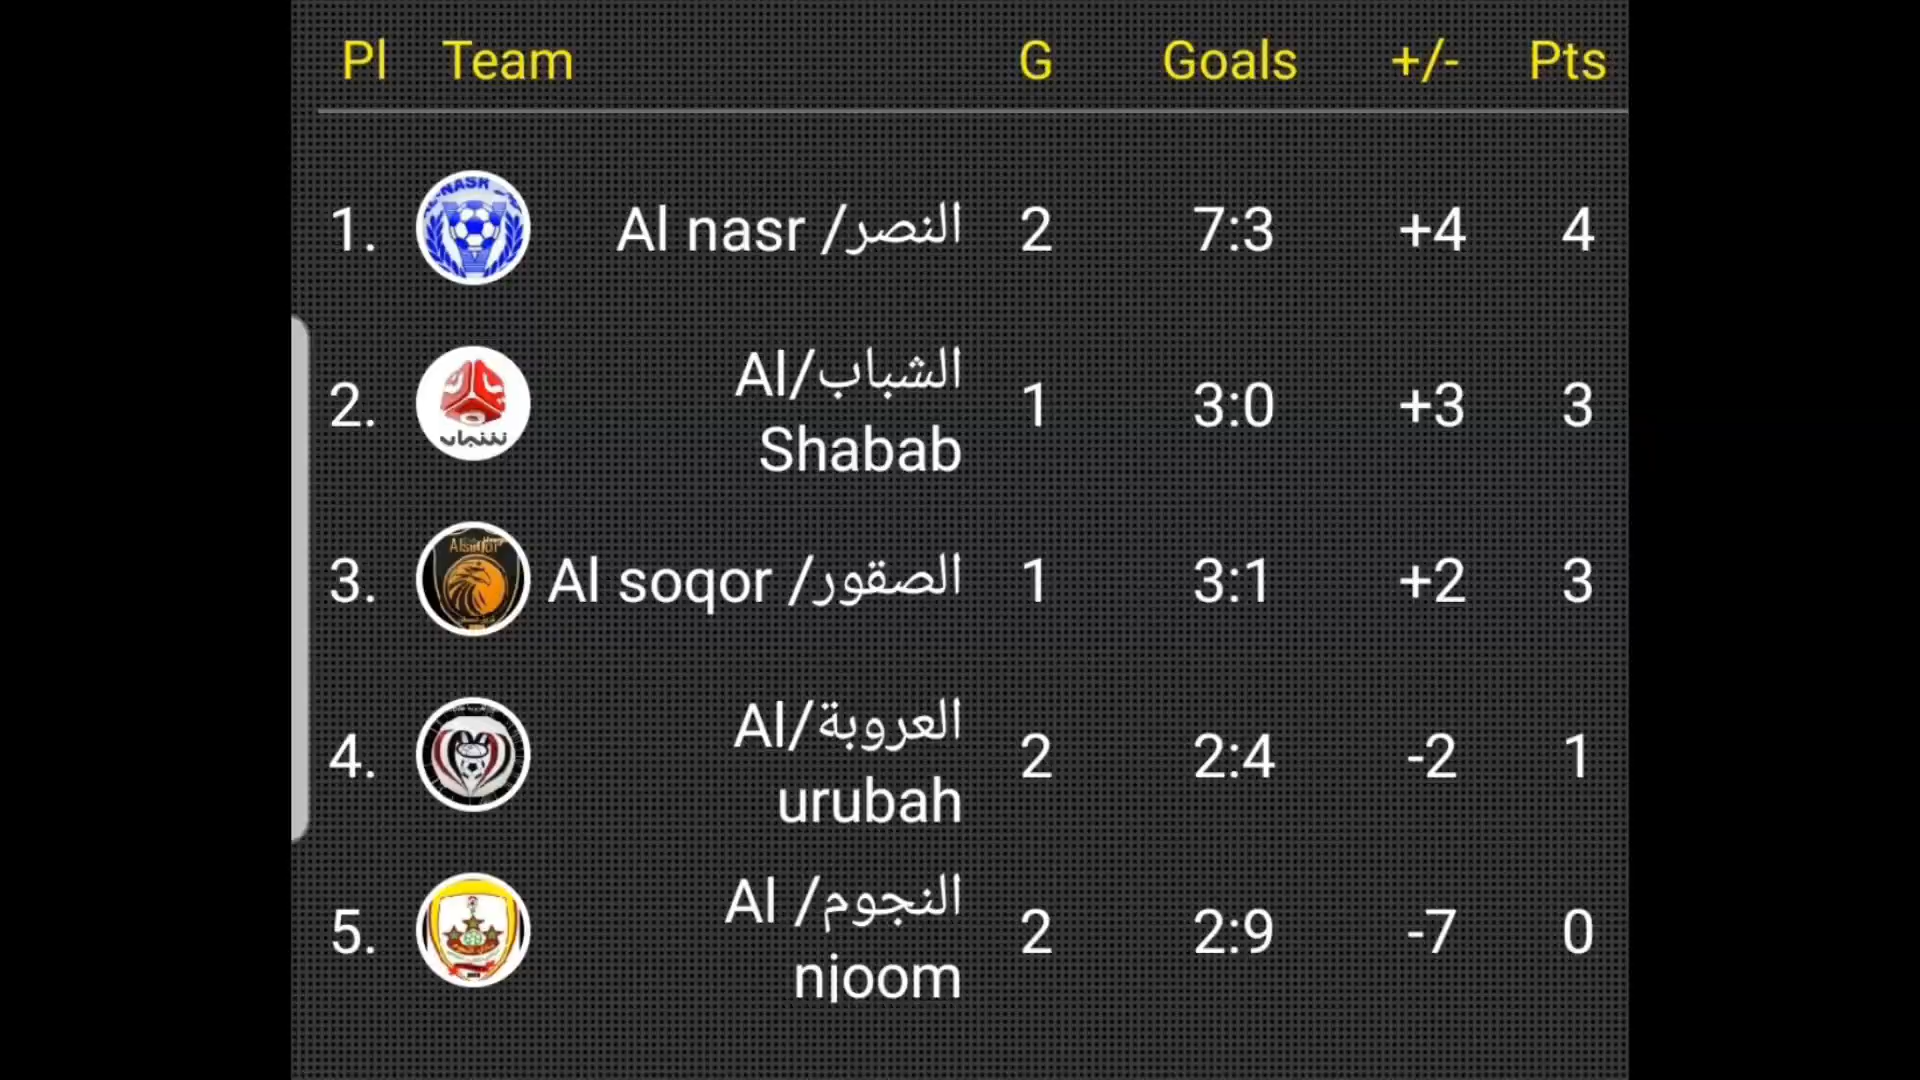 Pl Team G Goals +/- Pts
NASR
1. Al nasr /النصر 2 7:3 +4 4
الشباب/Al
2. 1 3:0 +3 3
Shabab
3. Al soqor /الصقور 1 3:1 +2 3
العروبة/Al
4. 2 2:4 -2 1
urubah
النجوم/ Al
5. 2 2:9 -7 0
njoom